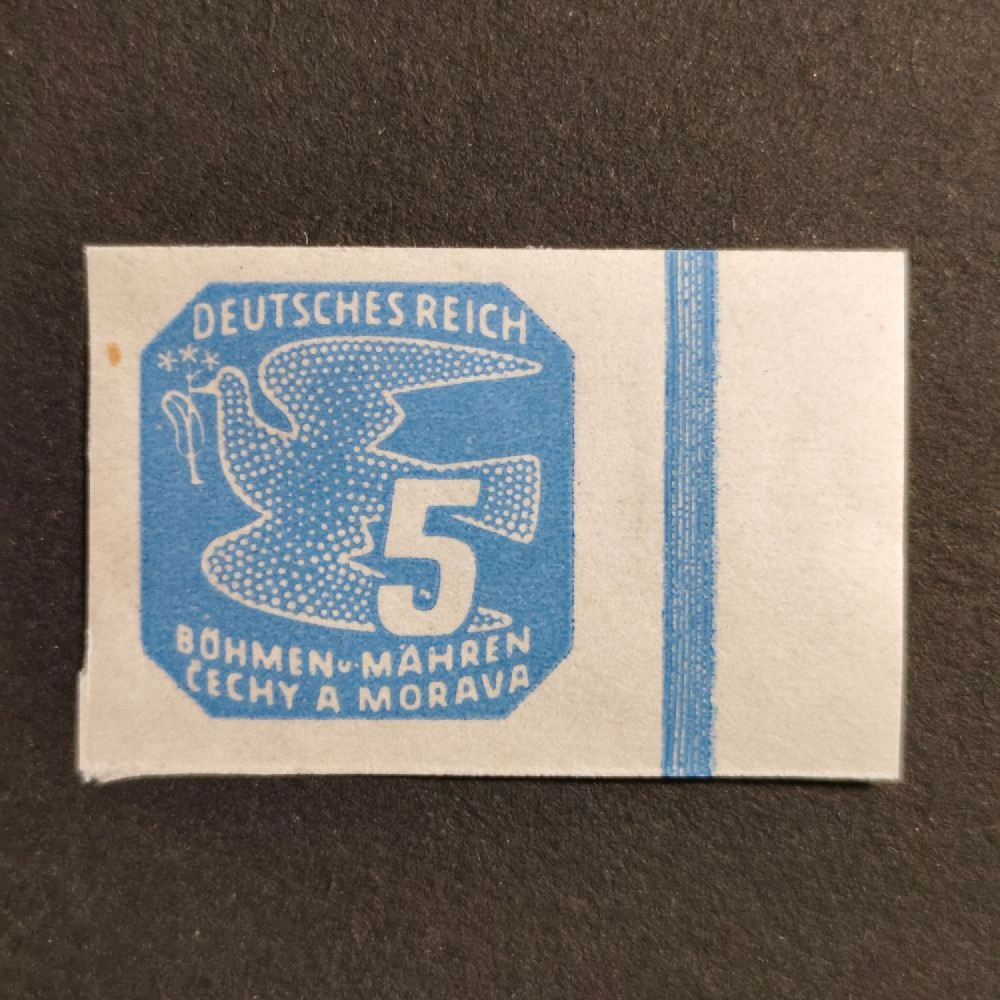 DEUTSCHES REICH
5
BÖHMEN u. MÄHREN
ČECHY A MORAVA